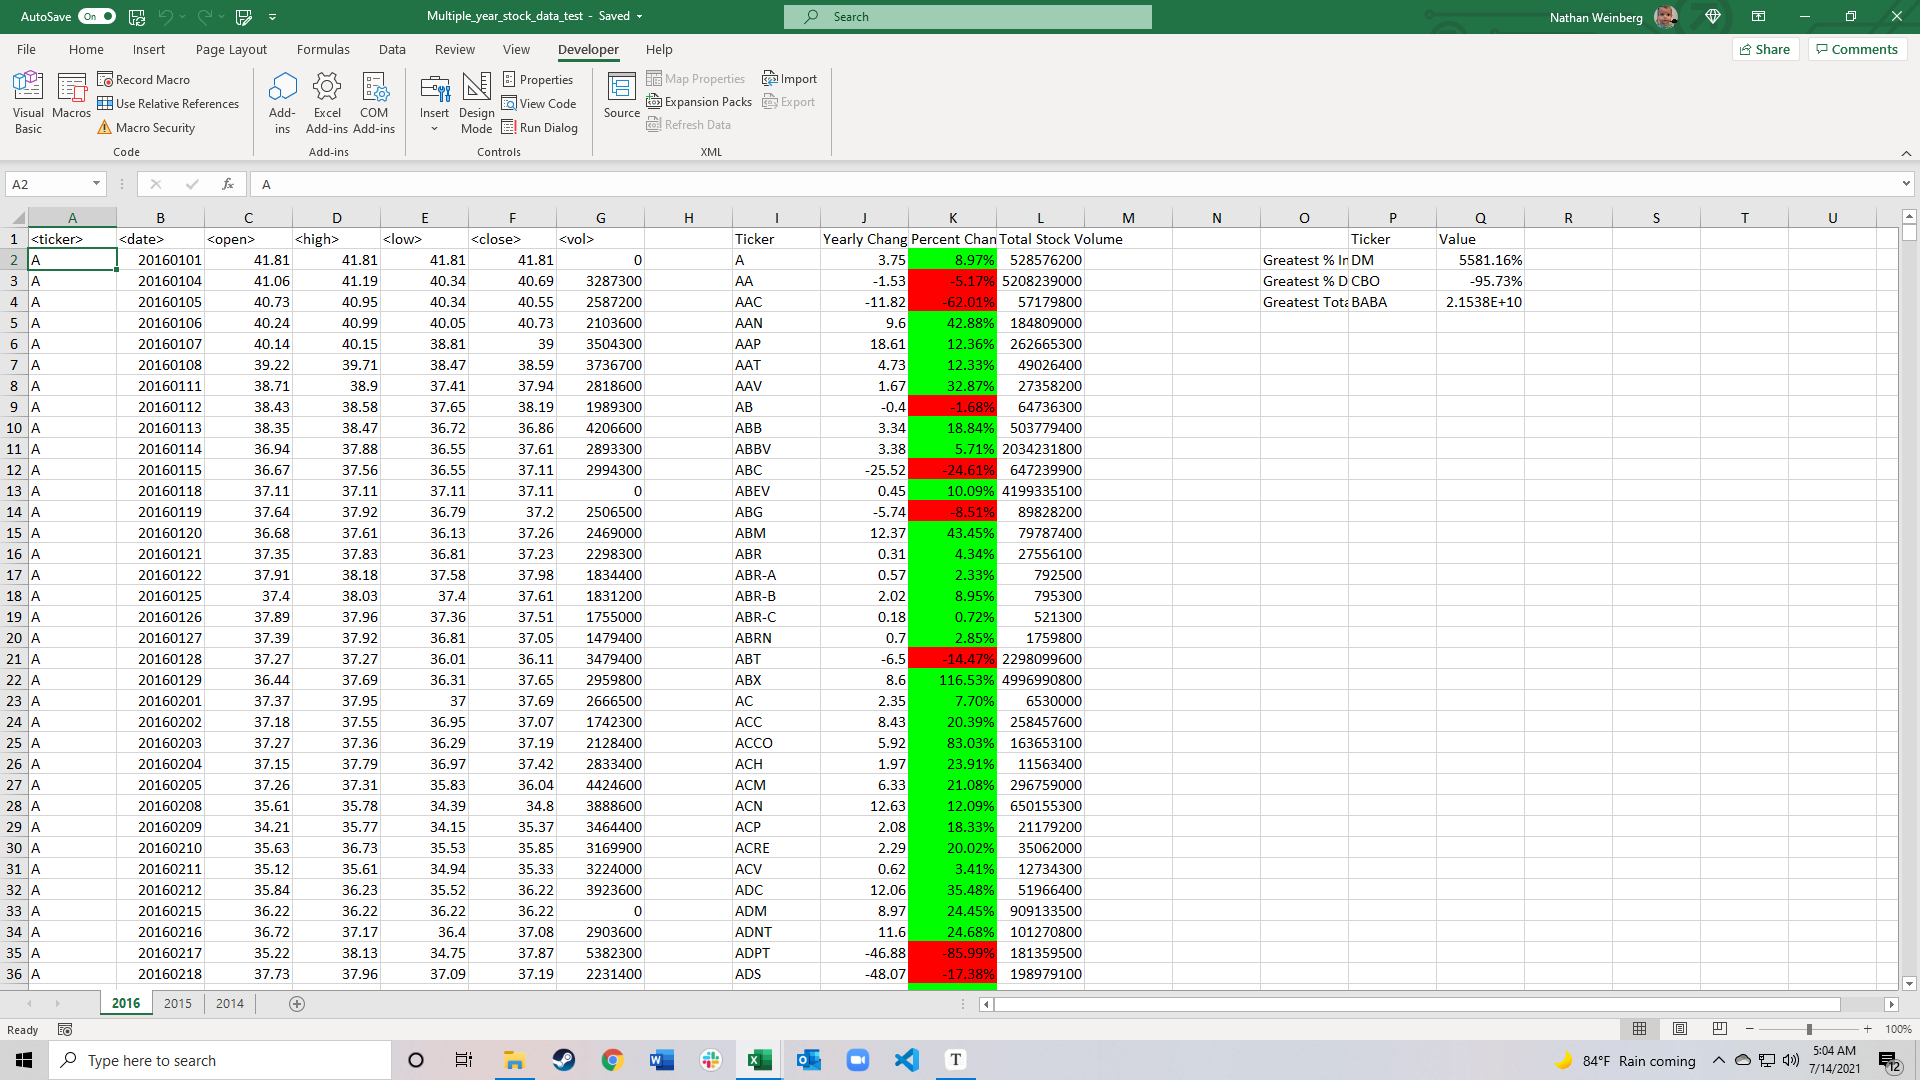 AutoSave On Multiple_year_stock_data_test - Saved Search Nathan Weinberg
File Home Insert Page Layout Formulas Data Review View Developer Help Share Comments
Visual Basic Macros Record Macro Use Relative References Macro Security Code
Add-ins Excel Add-ins COM Add-ins Add-ins
Insert Design Mode Properties View Code Run Dialog Controls
Source Map Properties Expansion Packs Refresh Data Import Export XML
A2 fx A
A B C D E F G H I J K L M N O P Q R S T U
1 <ticker> <date> <open> <high> <low> <close> <vol> Ticker Yearly Chang Percent Chan Total Stock Volume Ticker Value
2 A 20160101 41.81 41.81 41.81 41.81 0 A 3.75 8.97% 528576200 Greatest % In DM 5581.16%
3 A 20160104 41.06 41.19 40.34 40.69 3287300 AA -1.53 -5.17% 5208239000 Greatest % D CBO -95.73%
4 A 20160105 40.73 40.95 40.34 40.55 2587200 AAC -11.82 -62.01% 57179800 Greatest Tota BABA 2.1538E+10
5 A 20160106 40.24 40.99 40.05 40.73 2103600 AAN 9.6 42.88% 184809000
6 A 20160107 40.14 40.15 38.81 39 3504300 AAP 18.61 12.36% 262665300
7 A 20160108 39.22 39.71 38.47 38.59 3736700 AAT 4.73 12.33% 49026400
8 A 20160111 38.71 38.9 37.41 37.94 2818600 AAV 1.67 32.87% 27358200
9 A 20160112 38.43 38.58 37.65 38.19 1989300 AB -0.4 -1.68% 64736300
10 A 20160113 38.35 38.47 36.72 36.86 4206600 ABB 3.34 18.84% 503779400
11 A 20160114 36.94 37.88 36.55 37.61 2893300 ABBV 3.38 5.71% 2034231800
12 A 20160115 36.67 37.56 36.55 37.11 2994300 ABC -25.52 -24.61% 647239900
13 A 20160118 37.11 37.11 37.11 37.11 0 ABEV 0.45 10.09% 4199335100
14 A 20160119 37.64 37.92 36.79 37.2 2506500 ABG -5.74 -8.51% 89828200
15 A 20160120 36.68 37.61 36.13 37.26 2469000 ABM 12.37 43.45% 79787400
16 A 20160121 37.35 37.83 36.81 37.23 2298300 ABR 0.31 4.34% 27556100
17 A 20160122 37.91 38.18 37.58 37.98 1834400 ABR-A 0.57 2.33% 792500
18 A 20160125 37.4 38.03 37.4 37.61 1831200 ABR-B 2.02 8.95% 795300
19 A 20160126 37.89 37.96 37.36 37.51 1755000 ABR-C 0.18 0.72% 521300
20 A 20160127 37.39 37.92 36.81 37.05 1479400 ABRN 0.7 2.85% 1759800
21 A 20160128 37.27 37.27 36.01 36.11 3479400 ABT -6.5 -14.47% 2298099600
22 A 20160129 36.44 37.69 36.31 37.65 2959800 ABX 8.6 116.53% 4996990800
23 A 20160201 37.37 37.95 37 37.69 2666500 AC 2.35 7.70% 6530000
24 A 20160202 37.18 37.55 36.95 37.07 1742300 ACC 8.43 20.39% 258457600
25 A 20160203 37.27 37.36 36.29 37.19 2128400 ACCO 5.92 83.03% 163653100
26 A 20160204 37.15 37.79 36.97 37.42 2833400 ACH 1.97 23.91% 11563400
27 A 20160205 37.26 37.31 35.83 36.04 4424600 ACM 6.33 21.08% 296759000
28 A 20160208 35.61 35.78 34.39 34.8 3888600 ACN 12.63 12.09% 650155300
29 A 20160209 34.21 35.77 34.15 35.37 3464400 ACP 2.08 18.33% 21179200
30 A 20160210 35.63 36.73 35.53 35.85 3169900 ACRE 2.29 20.02% 35062000
31 A 20160211 35.12 35.61 34.94 35.33 3224000 ACV 0.62 3.41% 12734300
32 A 20160212 35.84 36.23 35.52 36.22 3923600 ADC 12.06 35.48% 51966400
33 A 20160215 36.22 36.22 36.22 36.22 0 ADM 8.97 24.45% 909133500
34 A 20160216 36.72 37.17 36.4 37.08 2903600 ADNT 11.6 24.68% 101270800
35 A 20160217 35.22 38.13 34.75 37.87 5382300 ADPT -46.88 -85.99% 181359500
36 A 20160218 37.73 37.96 37.09 37.19 2231400 ADS -48.07 -17.38% 198979100
2016 2015 2014
Ready 100%
Type here to search 84°F Rain coming 5:04 AM
7/14/2021 12